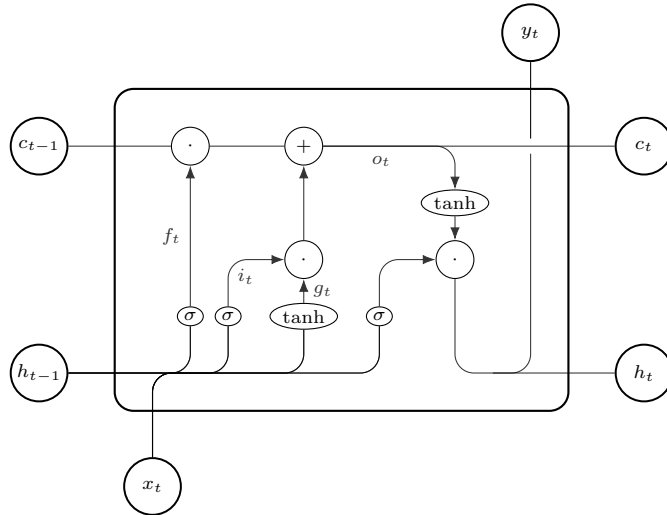 y_t
c_{t−1}
·
+
c_t
o_t
tanh
f_t
i_t
·
·
g_t
σ
σ
tanh
σ
h_{t−1}
h_t
x_t